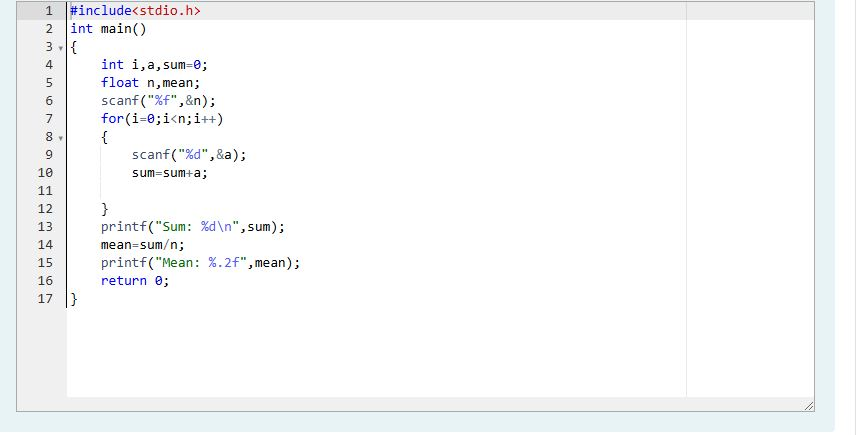 1 #include<stdio.h>
2 int main()
3 {
4 int i,a,sum=0;
5 float n,mean;
6 scanf("%f",&n);
7 for(i=0;i<n;i++)
8 {
9 scanf("%d",&a);
10 sum=sum+a;
11
12 }
13 printf("Sum: %d\n",sum);
14 mean=sum/n;
15 printf("Mean: %.2f",mean);
16 return 0;
17 }